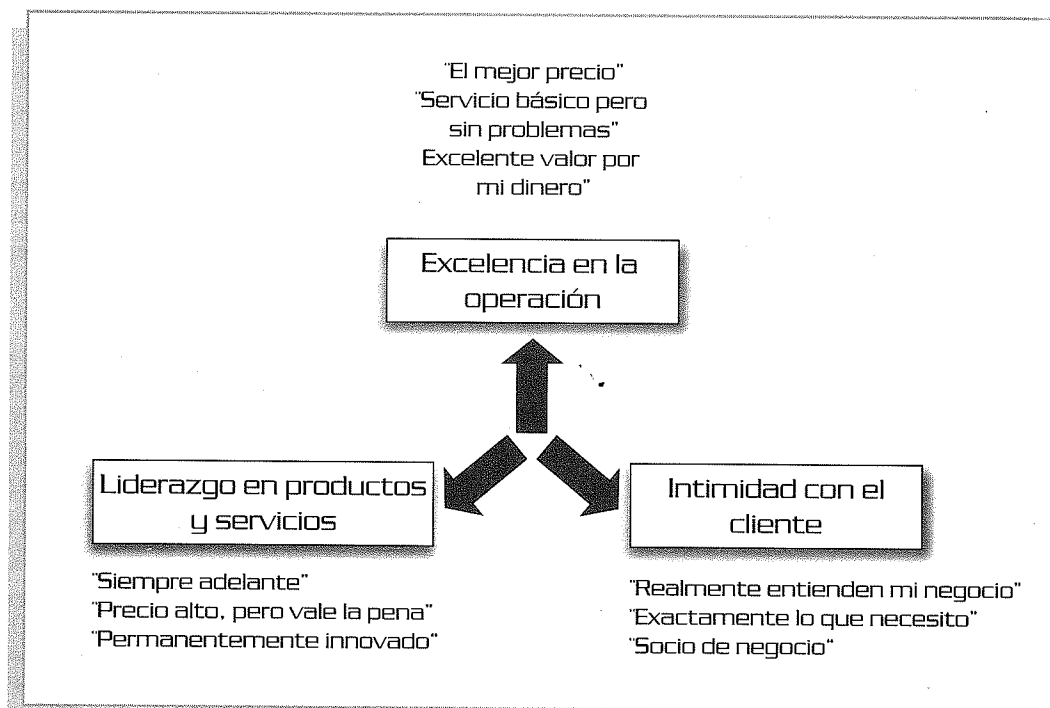 "El mejor precio"
"Servicio básico pero
sin problemas"
Excelente valor por
mi dinero"
Excelencia en la
operación
Liderazgo en productos
y servicios
"Siempre adelante"
"Precio alto, pero vale la pena"
"Permanentemente innovado"
Intimidad con el
cliente
"Realmente entienden mi negocio"
"Exactamente lo que necesito"
"Socio de negocio"